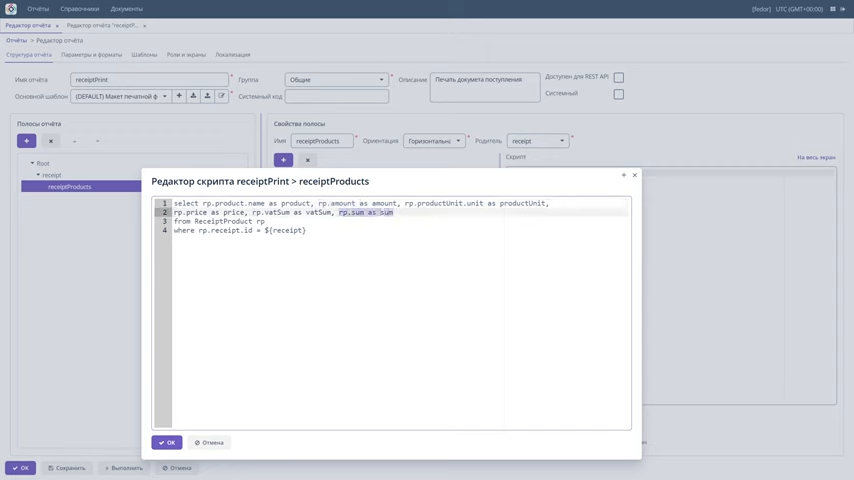 Отчёты Справочники Документы [fedor] UTC (GMT+00:00)
Редактор отчёта × Редактор отчёта "receiptP... ×
Отчёты > Редактор отчёта
Структура отчёта Параметры и форматы Шаблоны Роли и экраны Локализация
Имя отчёта receiptPrint * Группа Общие Описание Печать докумета поступления Доступен для REST API
Основной шаблон (DEFAULT) Макет печатной ф * Системный код Системный
Полосы отчёта Свойства полосы
Имя receiptProducts * Ориентация Горизонтальна * Родитель receipt *
Root Скрипт На весь экран
receipt
receiptProducts
Редактор скрипта receiptPrint > receiptProducts
1 select rp.product.name as product, rp.amount as amount, rp.productUnit.unit as productUnit,
2 rp.price as price, rp.vatSum as vatSum, rp.sum as sum
3 from ReceiptProduct rp
4 where rp.receipt.id = ${receipt}
OK Отмена
OK Сохранить Выполнить Отмена